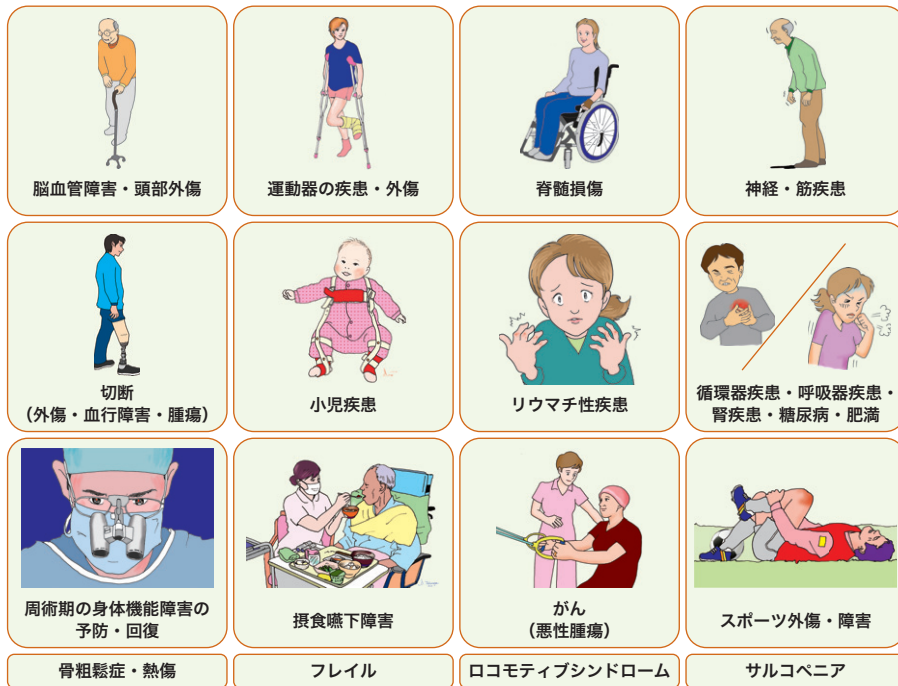 脳血管障害・頭部外傷
運動器の疾患・外傷
脊髄損傷
神経・筋疾患
切断
（外傷・血行障害・腫瘍）
小児疾患
リウマチ性疾患
循環器疾患・呼吸器疾患・
腎疾患・糖尿病・肥満
周術期の身体機能障害の
予防・回復
摂食嚥下障害
がん
（悪性腫瘍）
スポーツ外傷・障害
骨粗鬆症・熱傷
フレイル
ロコモティブシンドローム
サルコペニア